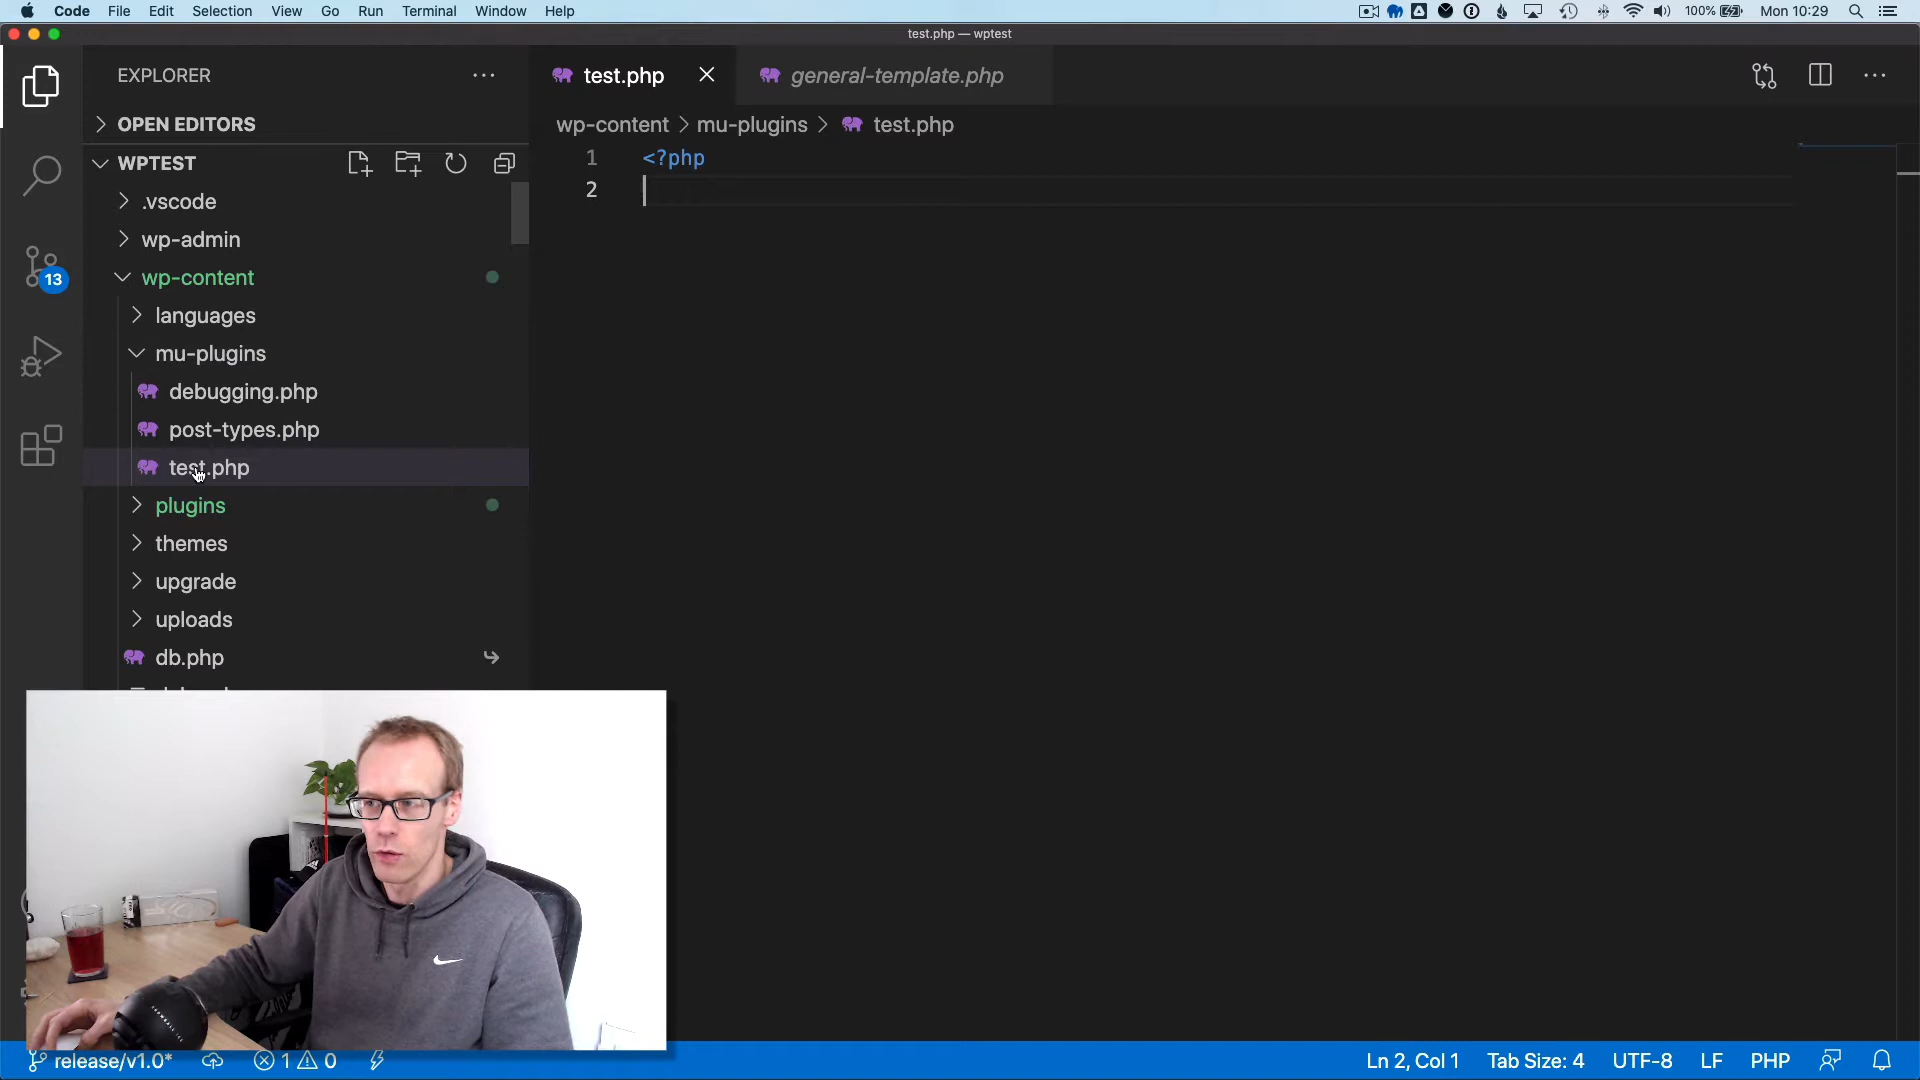 Code File Edit Selection View Go Run Terminal Window Help 100% Mon 10:29
test.php — wptest
EXPLORER
test.php
general-template.php
OPEN EDITORS
wp-content > mu-plugins > test.php
WPTEST
1 <?php
2
.vscode
wp-admin
wp-content
13
languages
mu-plugins
debugging.php
post-types.php
test.php
plugins
themes
upgrade
uploads
db.php
release/v1.0* 1 0 Ln 2, Col 1 Tab Size: 4 UTF-8 LF PHP